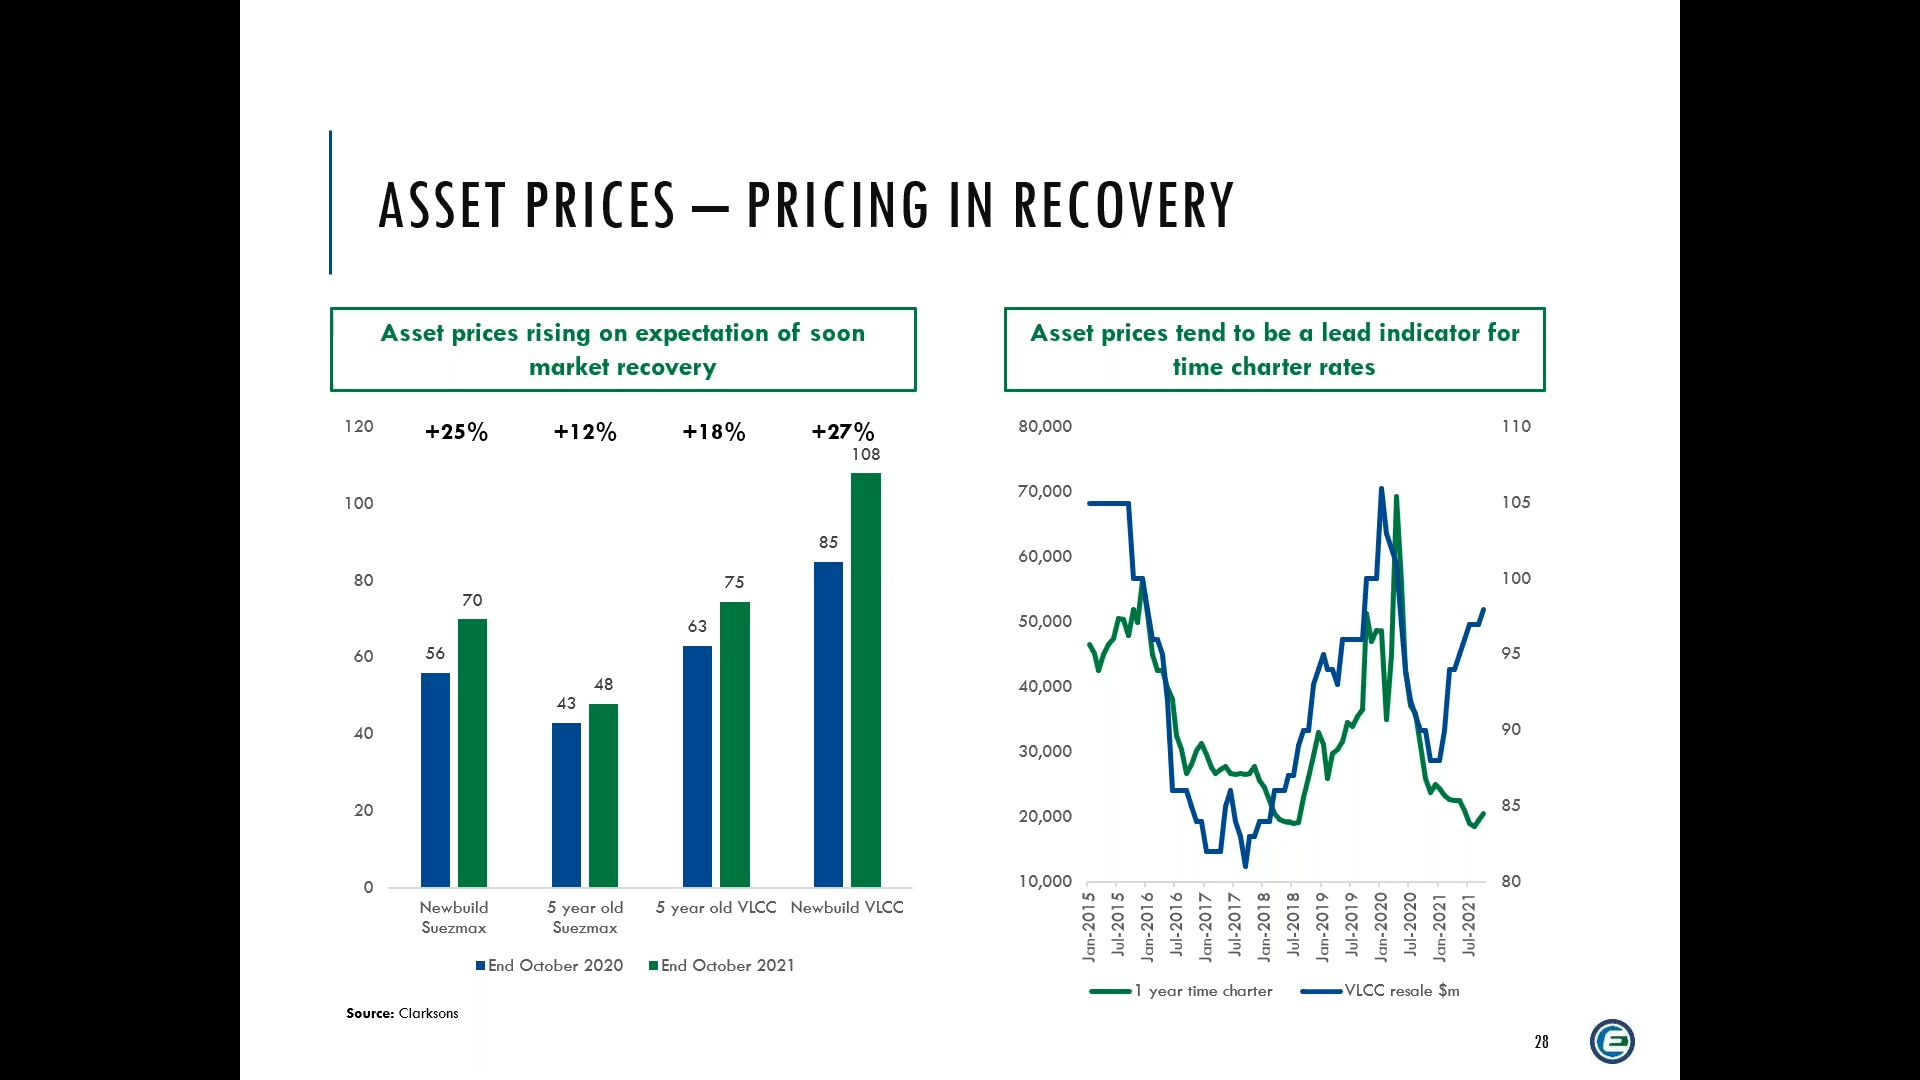 ASSET PRICES – PRICING IN RECOVERY
Asset prices rising on expectation of soon
market recovery
120
100
80
60
40
20
0
+25%
+12%
+18%
+27%
56
70
43
48
63
75
85
108
Newbuild
Suezmax
5 year old
Suezmax
5 year old VLCC
Newbuild VLCC
End October 2020
End October 2021
Source: Clarksons
Asset prices tend to be a lead indicator for
time charter rates
80,000
70,000
60,000
50,000
40,000
30,000
20,000
10,000
110
105
100
95
90
85
80
Jan-2015
Jul-2015
Jan-2016
Jul-2016
Jan-2017
Jul-2017
Jan-2018
Jul-2018
Jan-2019
Jul-2019
Jan-2020
Jul-2020
Jan-2021
Jul-2021
1 year time charter
VLCC resale $m
28